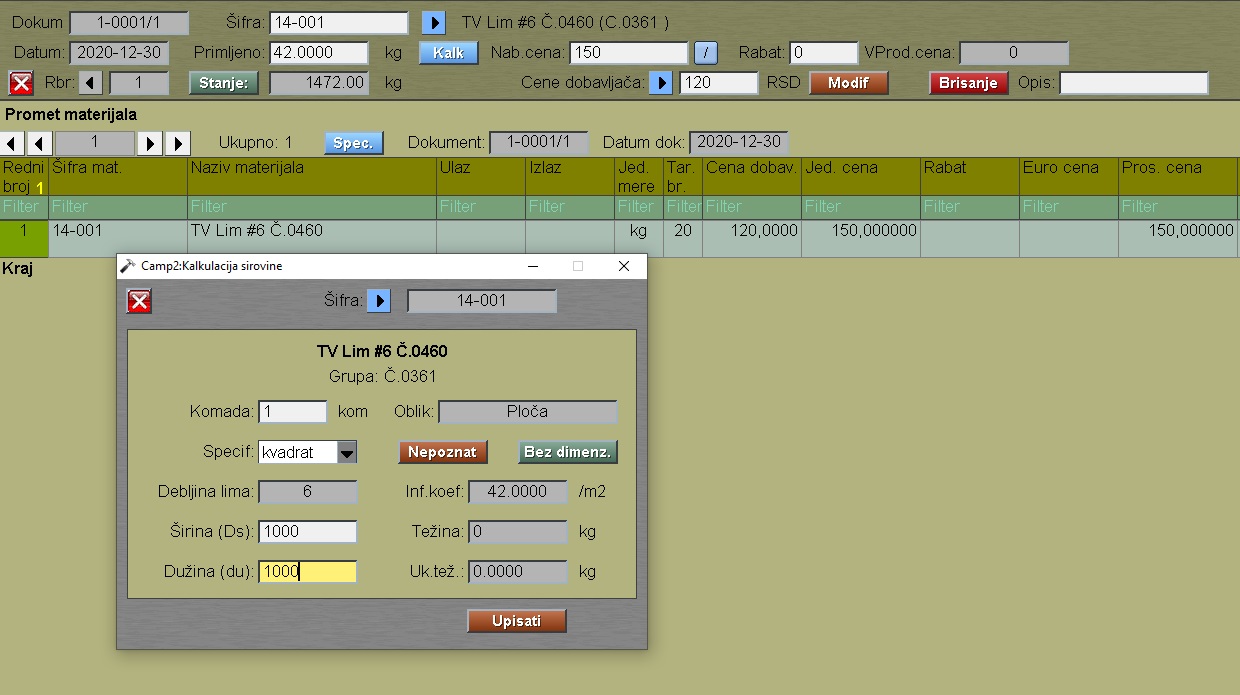 Dokum 1-0001/1 Šifra: 14-001 TV Lim #6 Č.0460 (C.0361 )
Datum: 2020-12-30 Primljeno: 42.0000 kg Kalk Nab.cena: 150 / Rabat: 0 VProd.cena: 0
Rbr: 1 Stanje: 1472.00 kg Cene dobavljača: 120 RSD Modif Brisanje Opis:
Promet materijala
1 Ukupno: 1 Spec. Dokument: 1-0001/1 Datum dok: 2020-12-30
Redni Šifra mat. Naziv materijala Ulaz Izlaz Jed. Tar. Cena dobav. Jed. cena Rabat Euro cena Pros. cena
broj 1 mere br.
Filter Filter Filter Filter Filter Filter Filter Filter Filter Filter Filter Filter
1 14-001 TV Lim #6 Č.0460 kg 20 120,0000 150,000000 150,000000
Kraj
Camp2:Kalkulacija sirovine
Šifra: 14-001
TV Lim #6 Č.0460
Grupa: Č.0361
Komada: 1 kom Oblik: Ploča
Specif: kvadrat Nepoznat Bez dimenz.
Debljina lima: 6 Inf.koef: 42.0000 /m2
Širina (Ds): 1000 Težina: 0 kg
Dužina (du): 1000 Uk.tež.: 0.0000 kg
Upisati